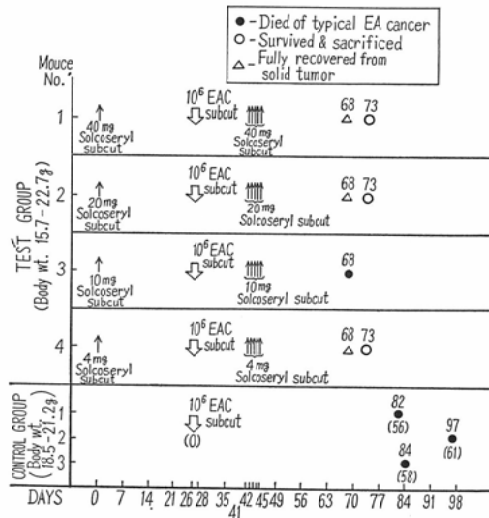 ● - Died of typical EA cancer
○ - Survived & sacrificed
△ - Fully recovered from
solid tumor
Mouce
No.
TEST GROUP
(Body wt. 15.7-22.7g)
1
40 mg
Solcoseryl
subcut
10⁶ EAC
subcut
40 mg
Solcoseryl subcut
68 73
2
20 mg
Solcoseryl
subcut
10⁶ EAC
subcut
20 mg
Solcoseryl subcut
68 73
3
10 mg
Solcoseryl
subcut
10⁶ EAC
subcut
10 mg
Solcoseryl subcut
68
4
4 mg
Solcoseryl
subcut
10⁶ EAC
subcut
4 mg
Solcoseryl subcut
68 73
CONTROL GROUP
(Body wt.
18.5-21.2g)
1
2
3
10⁶ EAC
subcut
(0)
82
(56)
97
(61)
84
(58)
DAYS 0 7 14 21 26 28 35 42 45 49 56 63 70 77 84 91 98
41